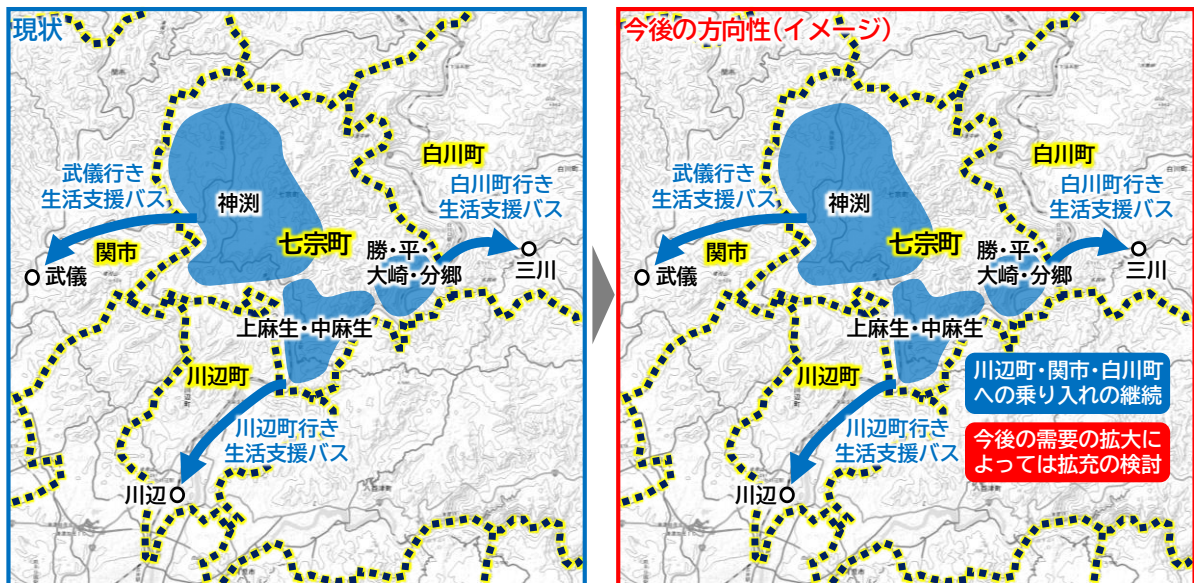 現状
白川町
武儀行き
生活支援バス
白川町行き
生活支援バス
神渕
七宗町
関市
勝・平・
大崎・分郷
武儀
三川
上麻生・中麻生
川辺町
川辺町行き
生活支援バス
川辺
今後の方向性(イメージ)
白川町
武儀行き
生活支援バス
白川町行き
生活支援バス
神渕
七宗町
関市
勝・平・
大崎・分郷
武儀
三川
上麻生・中麻生
川辺町
川辺町・関市・白川町
への乗り入れの継続
川辺町行き
生活支援バス
今後の需要の拡大に
よっては拡充の検討
川辺